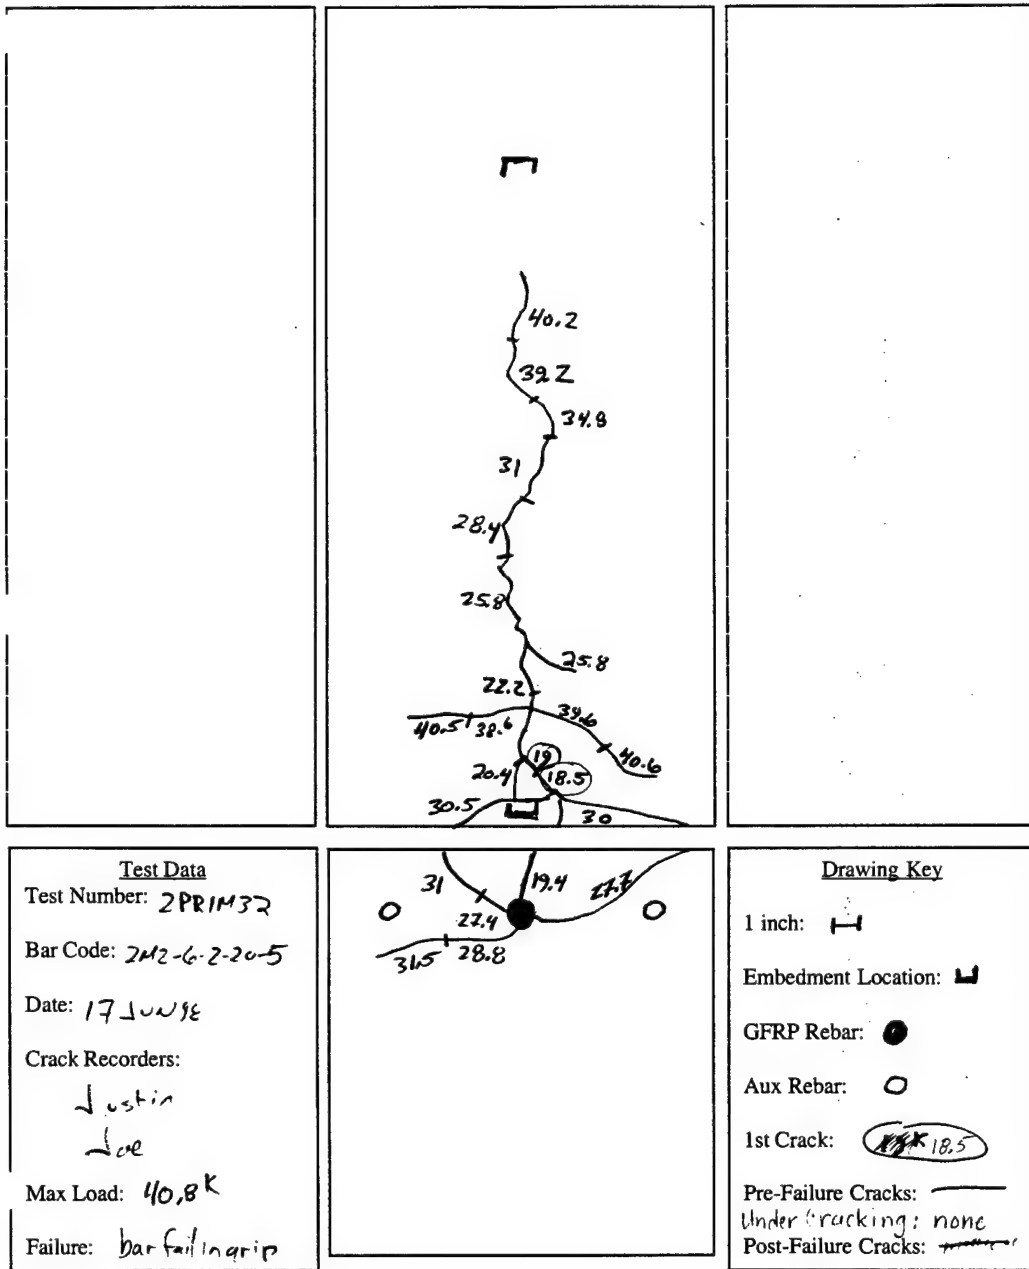 40.2
39.2
34.8
31
28.4
25.8
25.8
22.2
40.5 38.6 39.6
40.6
20.4 19
18.5
30.5 30
Test Data
Test Number: 2PRIM32
Bar Code: 2M2-6-2-20-5
Date: 17 JUN 98
Crack Recorders:
Justin
Joe
Max Load: 40.8 K
Failure: bar fail in grip
31 19.4 27.7
27.4
31.5 28.8
Drawing Key
1 inch:
Embedment Location:
GFRP Rebar:
Aux Rebar:
1st Crack: 18.5
Pre-Failure Cracks:
Under Cracking: none
Post-Failure Cracks: